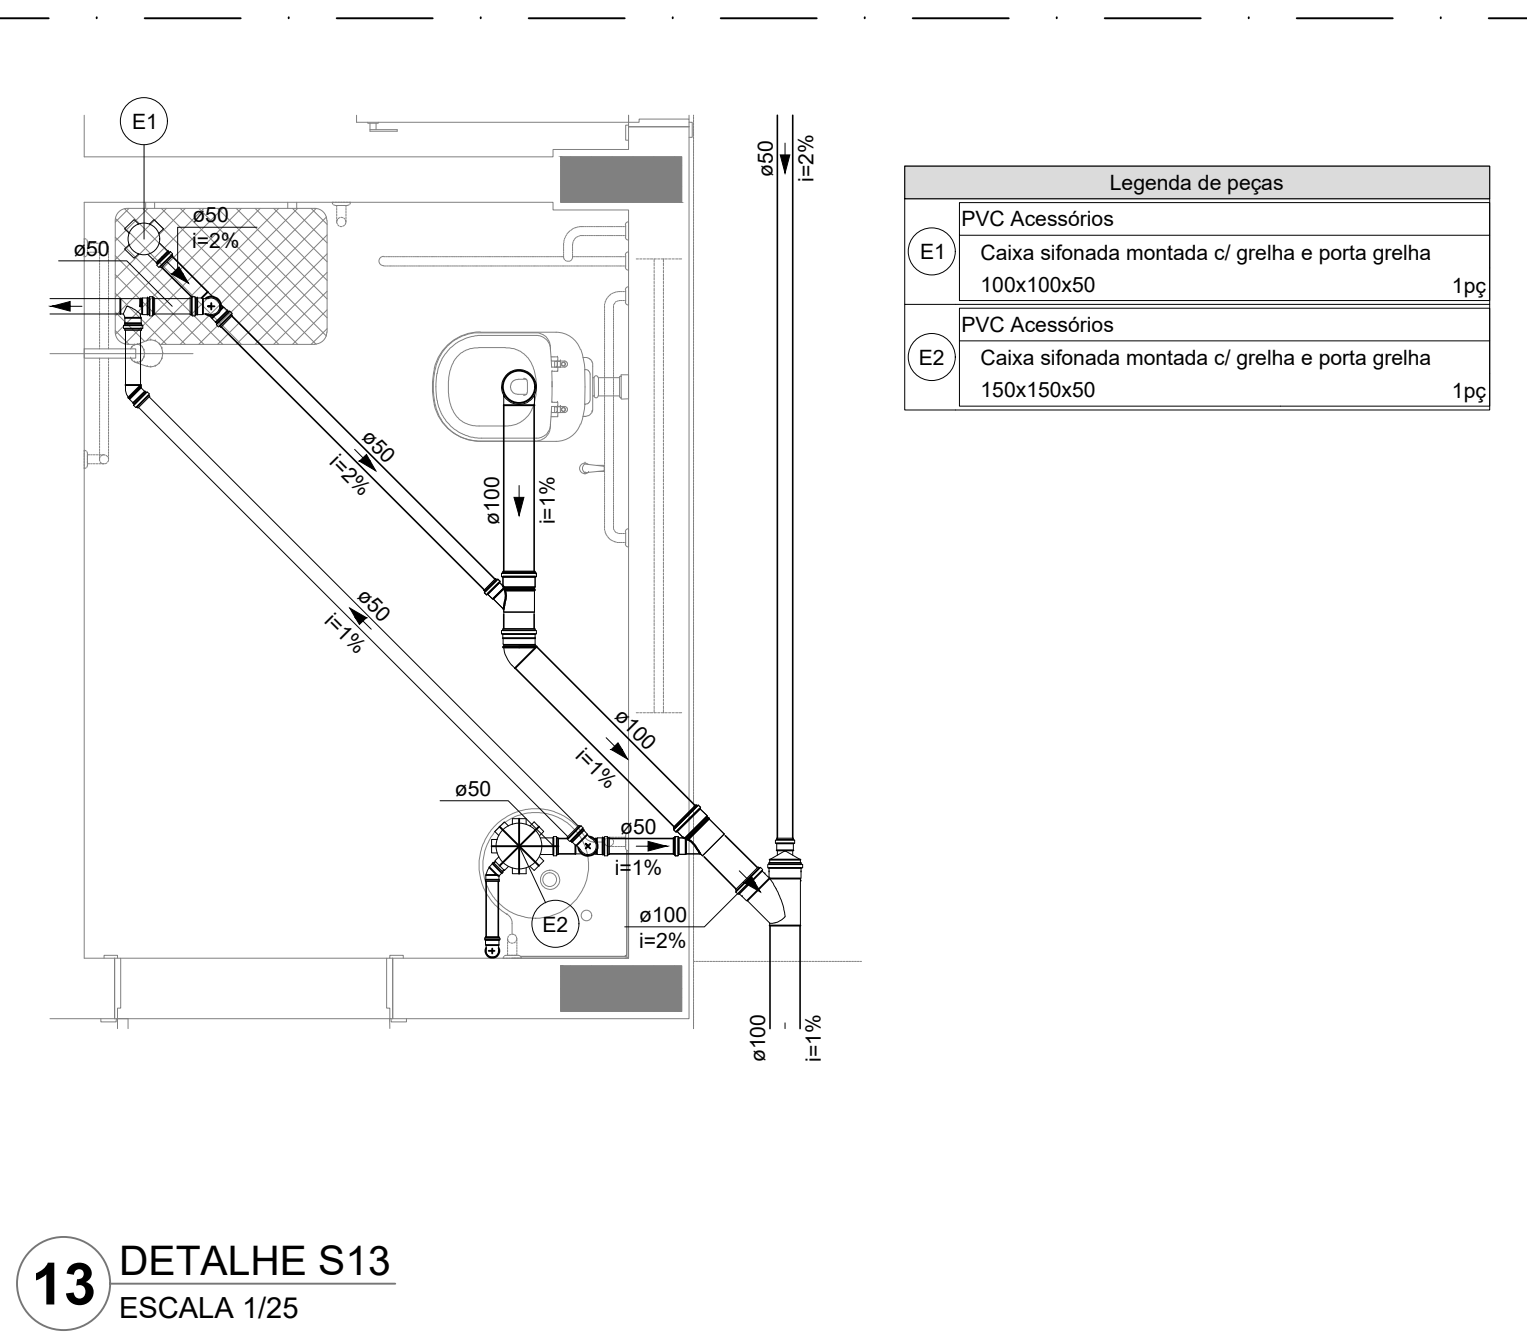 E1
ø50
i=2%
ø50
i=2%
ø50
Legenda de peças
E1
PVC Acessórios
Caixa sifonada montada c/ grelha e porta grelha
100x100x50 1pç
E2
PVC Acessórios
Caixa sifonada montada c/ grelha e porta grelha
150x150x50 1pç
ø50
i=2%
ø100
i=1%
ø50
i=1%
ø100
i=1%
ø50
ø50
i=1%
E2
ø100
i=2%
ø100
i=1%
13
DETALHE S13
ESCALA 1/25